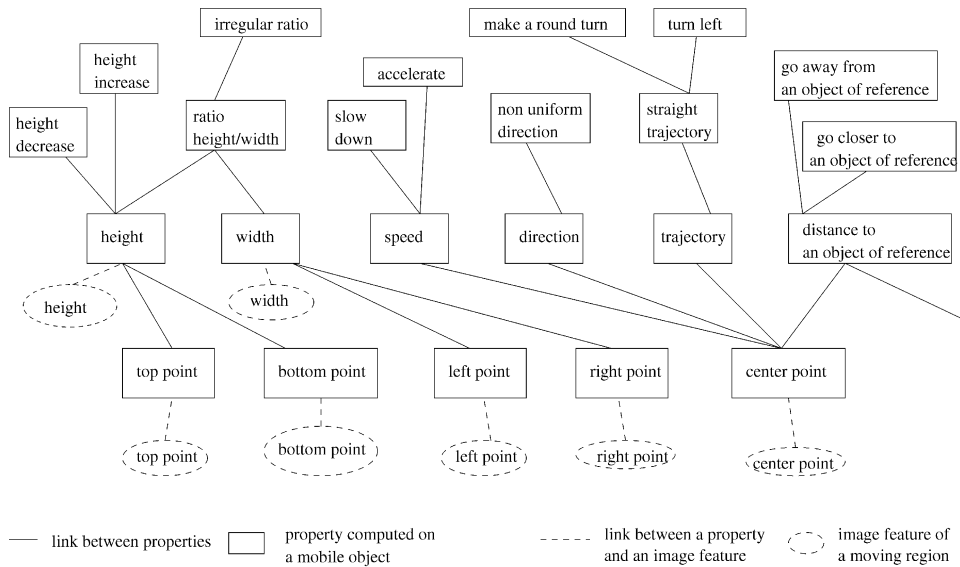 irregular ratio
make a round turn
turn left
height
increase
accelerate
go away from
an object of reference
height
decrease
ratio
height/width
slow
down
non uniform
direction
straight
trajectory
go closer to
an object of reference
height
width
speed
direction
trajectory
distance to
an object of reference
height
width
top point
bottom point
left point
right point
center point
top point
bottom point
left point
right point
center point
link between properties
property computed on
a mobile object
link between a property
and an image feature
image feature of
a moving region